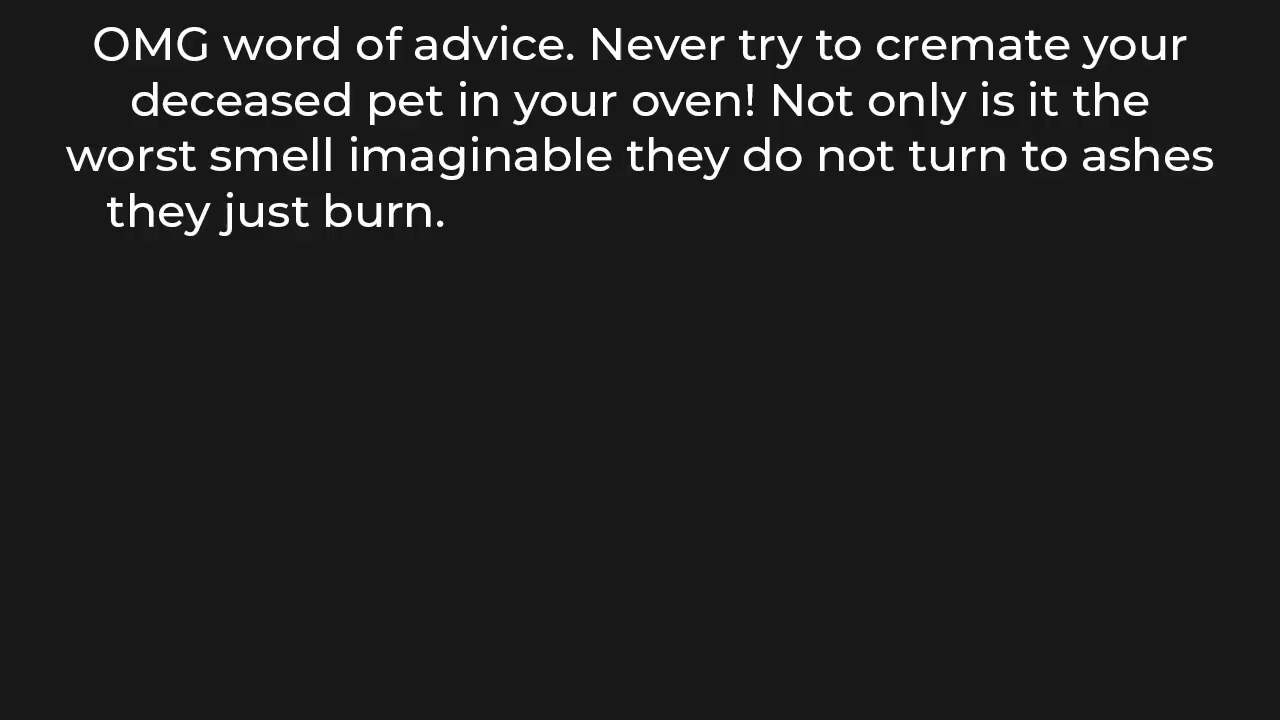 OMG word of advice. Never try to cremate your
deceased pet in your oven! Not only is it the
worst smell imaginable they do not turn to ashes
they just burn.